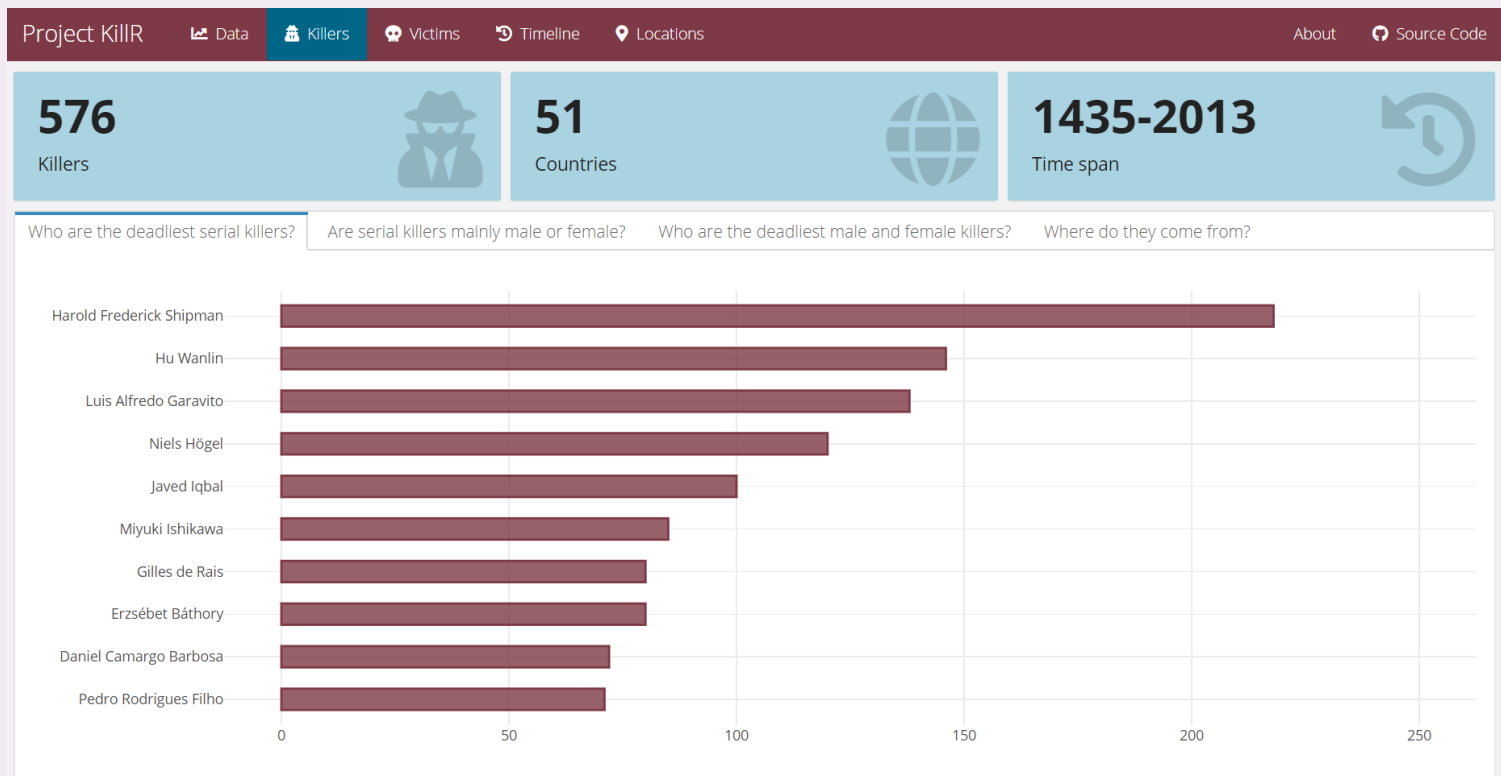 Project KillR Data Killers Victims Timeline Locations About Source Code
576
Killers
51
Countries
1435-2013
Time span
Who are the deadliest serial killers? Are serial killers mainly male or female? Who are the deadliest male and female killers? Where do they come from?
Harold Frederick Shipman
Hu Wanlin
Luis Alfredo Garavito
Niels Högel
Javed Iqbal
Miyuki Ishikawa
Gilles de Rais
Erzsébet Báthory
Daniel Camargo Barbosa
Pedro Rodrigues Filho
0 50 100 150 200 250